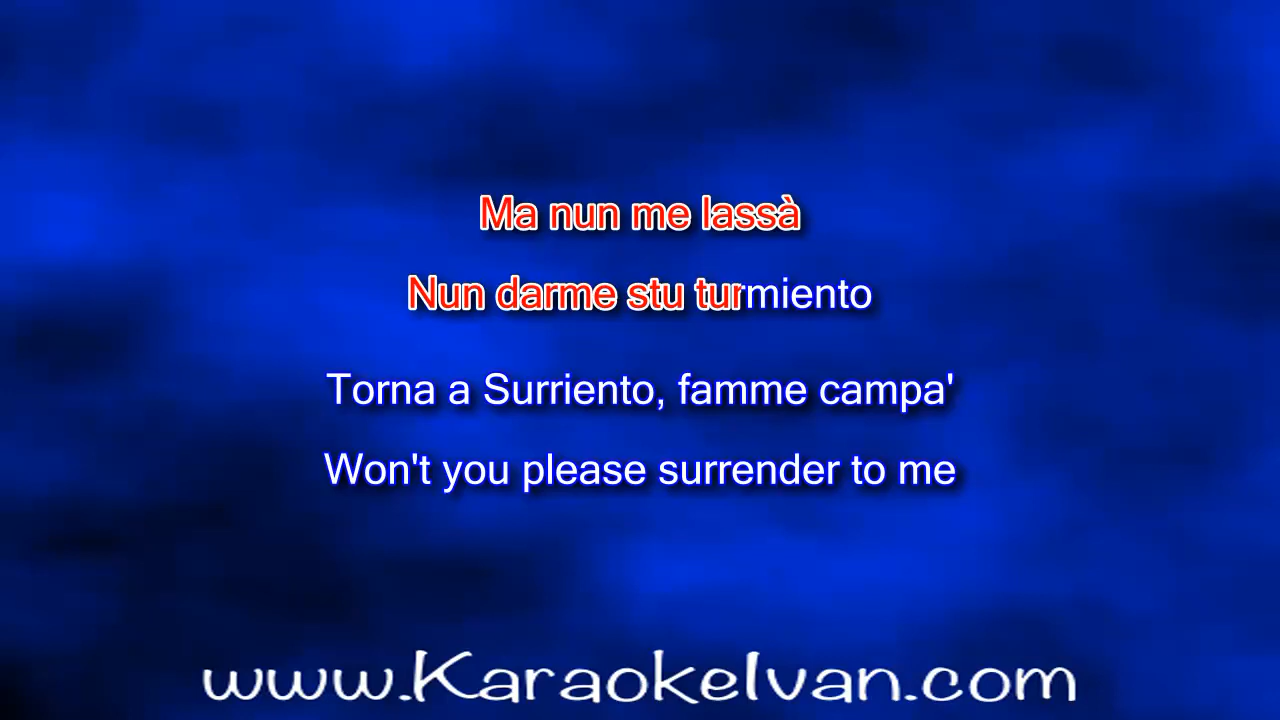 Ma nun me lassà
Nun darme stu turmiento
Torna a Surriento, famme campa'
Won't you please surrender to me
www.KaraokeIvan.com